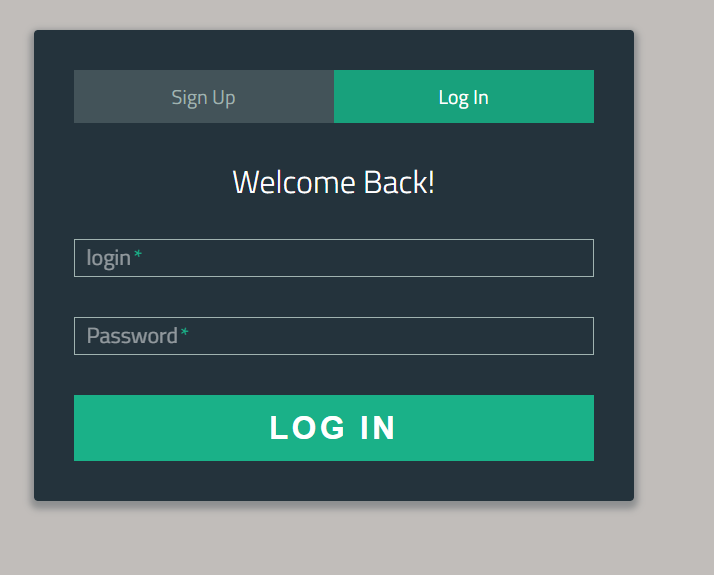 Sign Up Log In
Welcome Back!
login*
Password*
LOG IN